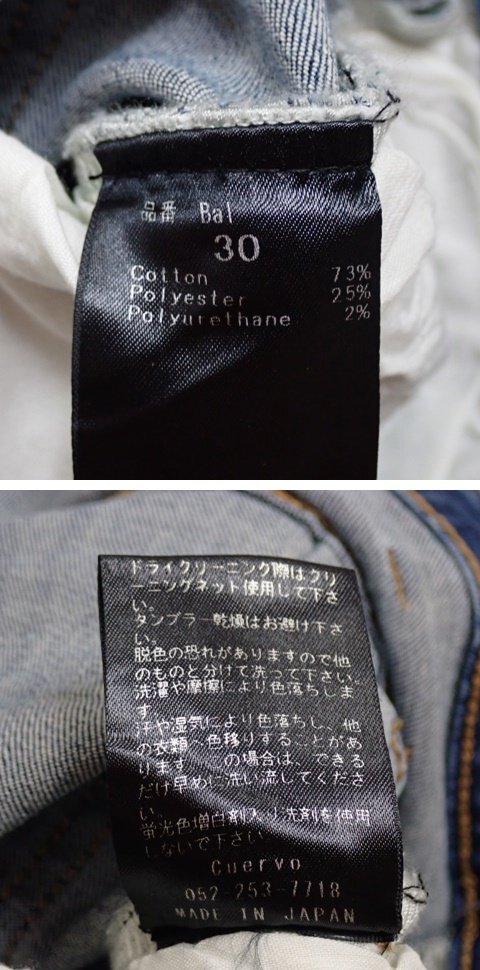 品番 Bal
30
Cotton 73%
Polyester 25%
Polyurethane 2%
ドライクリーニング際はクリ
ーニングネット使用して下さ
い。
タンブラー乾燥はお避け下さ
い。
脱色の恐れがありますので他
のものと分けて洗って下さい。
洗濯や摩擦により色落ちしま
す。
汗や湿気により色落ちし、他
の衣類へ色移りすることがあ
ります。 の場合は、できる
だけ早めに洗い流してくださ
い。
蛍光色増白剤入り洗剤を使用
しないで下さい
Cuervo
052-253-7718
MADE IN JAPAN